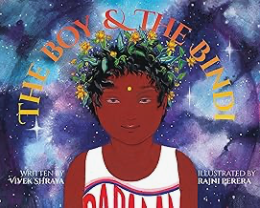 THE BOY & THE BINDI
WRITTEN BY
VIVEK SHRAYA
ILLUSTRATED BY
RAJNI PERERA